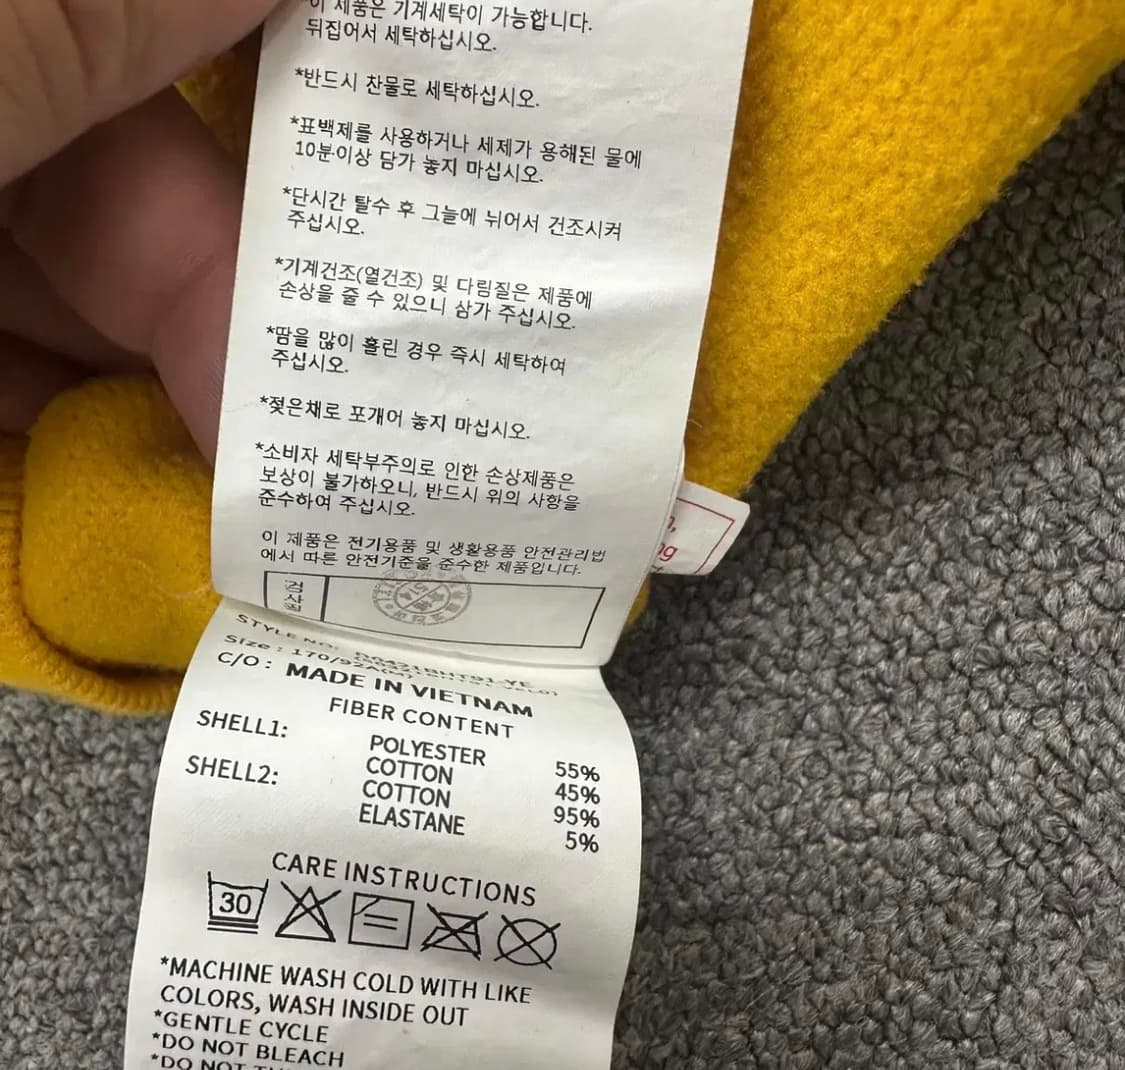 *이 제품은 기계세탁이 가능합니다.
뒤집어서 세탁하십시오.
*반드시 찬물로 세탁하십시오.
*표백제를 사용하거나 세제가 용해된 물에
10분이상 담가 놓지 마십시오.
*단시간 탈수 후 그늘에 뉘어서 건조시켜
주십시오.
*기계건조(열건조) 및 다림질은 제품에
손상을 줄 수 있으니 삼가 주십시오.
*땀을 많이 흘린 경우 즉시 세탁하여
주십시오.
*젖은채로 포개어 놓지 마십시오.
*소비자 세탁부주의로 인한 손상제품은
보상이 불가하오니, 반드시 위의 사항을
준수하여 주십시오.
이 제품은 전기용품 및 생활용품 안전관리법
에서 따른 안전기준을 준수한 제품입니다.
검사필
STYLE NO:
Size: 170/92A(M)
C/O: MADE IN VIETNAM
FIBER CONTENT
SHELL1: POLYESTER 55%
COTTON 45%
SHELL2: COTTON 95%
ELASTANE 5%
CARE INSTRUCTIONS
30
*MACHINE WASH COLD WITH LIKE
COLORS, WASH INSIDE OUT
*GENTLE CYCLE
*DO NOT BLEACH
*DO NOT